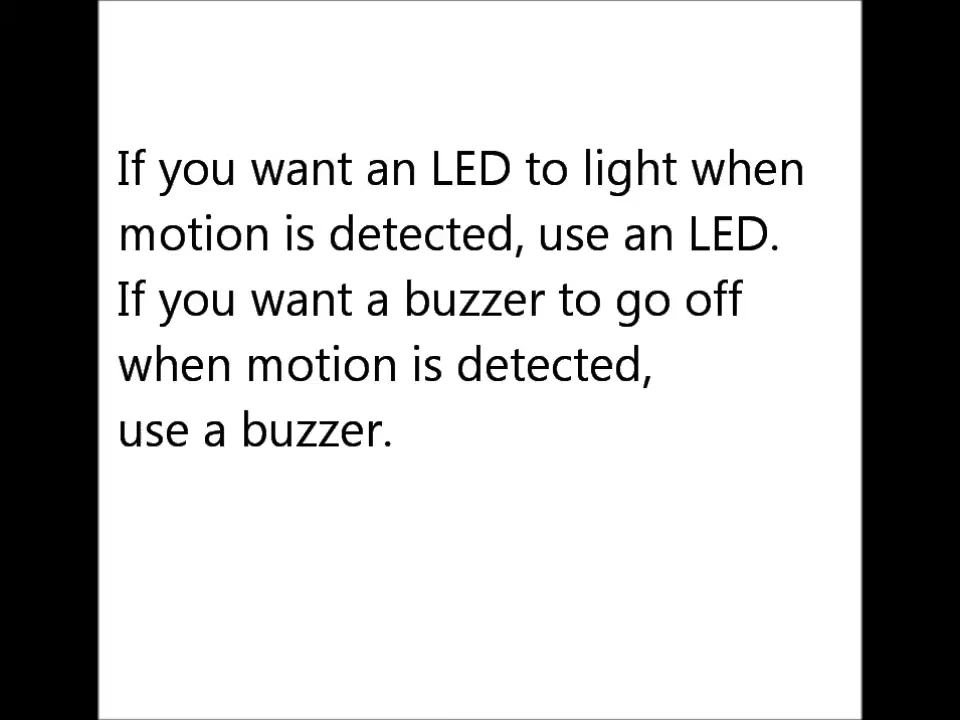 If you want an LED to light when
motion is detected, use an LED.
If you want a buzzer to go off
when motion is detected,
use a buzzer.